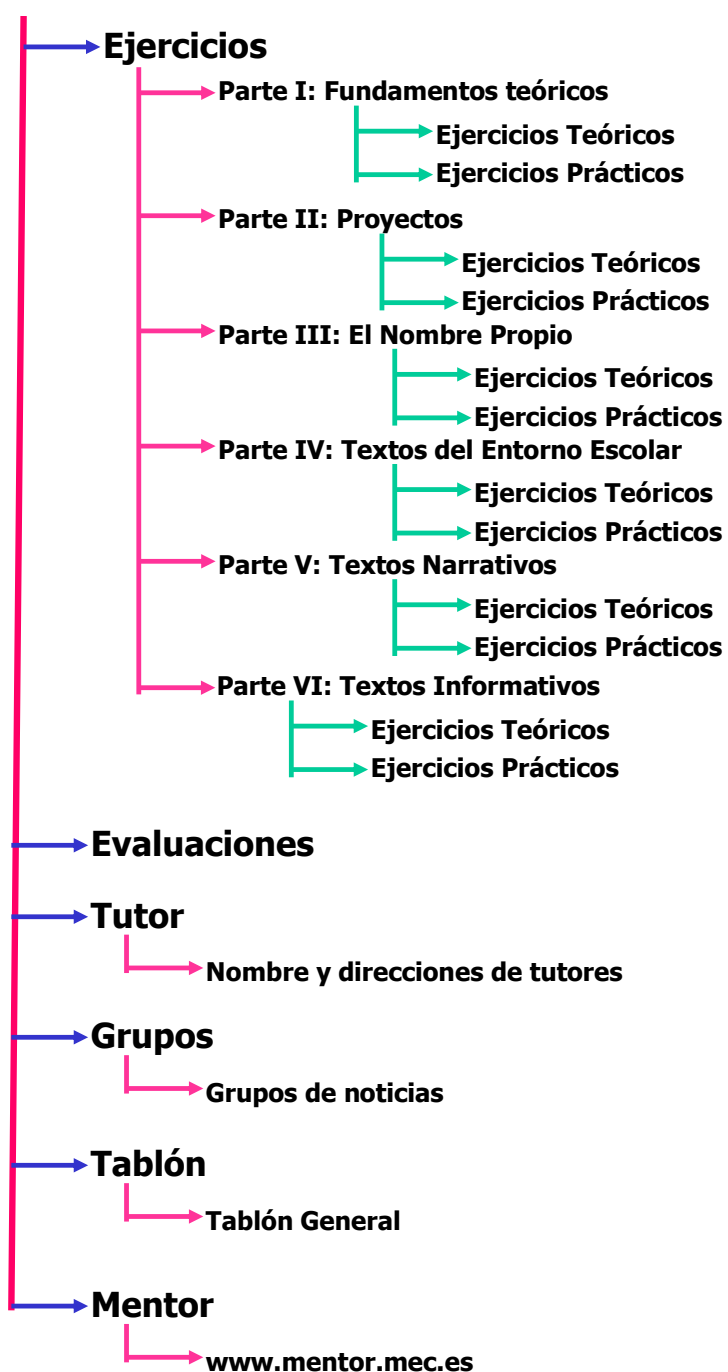 Ejercicios
Parte I: Fundamentos teóricos
Ejercicios Teóricos
Ejercicios Prácticos
Parte II: Proyectos
Ejercicios Teóricos
Ejercicios Prácticos
Parte III: El Nombre Propio
Ejercicios Teóricos
Ejercicios Prácticos
Parte IV: Textos del Entorno Escolar
Ejercicios Teóricos
Ejercicios Prácticos
Parte V: Textos Narrativos
Ejercicios Teóricos
Ejercicios Prácticos
Parte VI: Textos Informativos
Ejercicios Teóricos
Ejercicios Prácticos
Evaluaciones
Tutor
Nombre y direcciones de tutores
Grupos
Grupos de noticias
Tablón
Tablón General
Mentor
www.mentor.mec.es